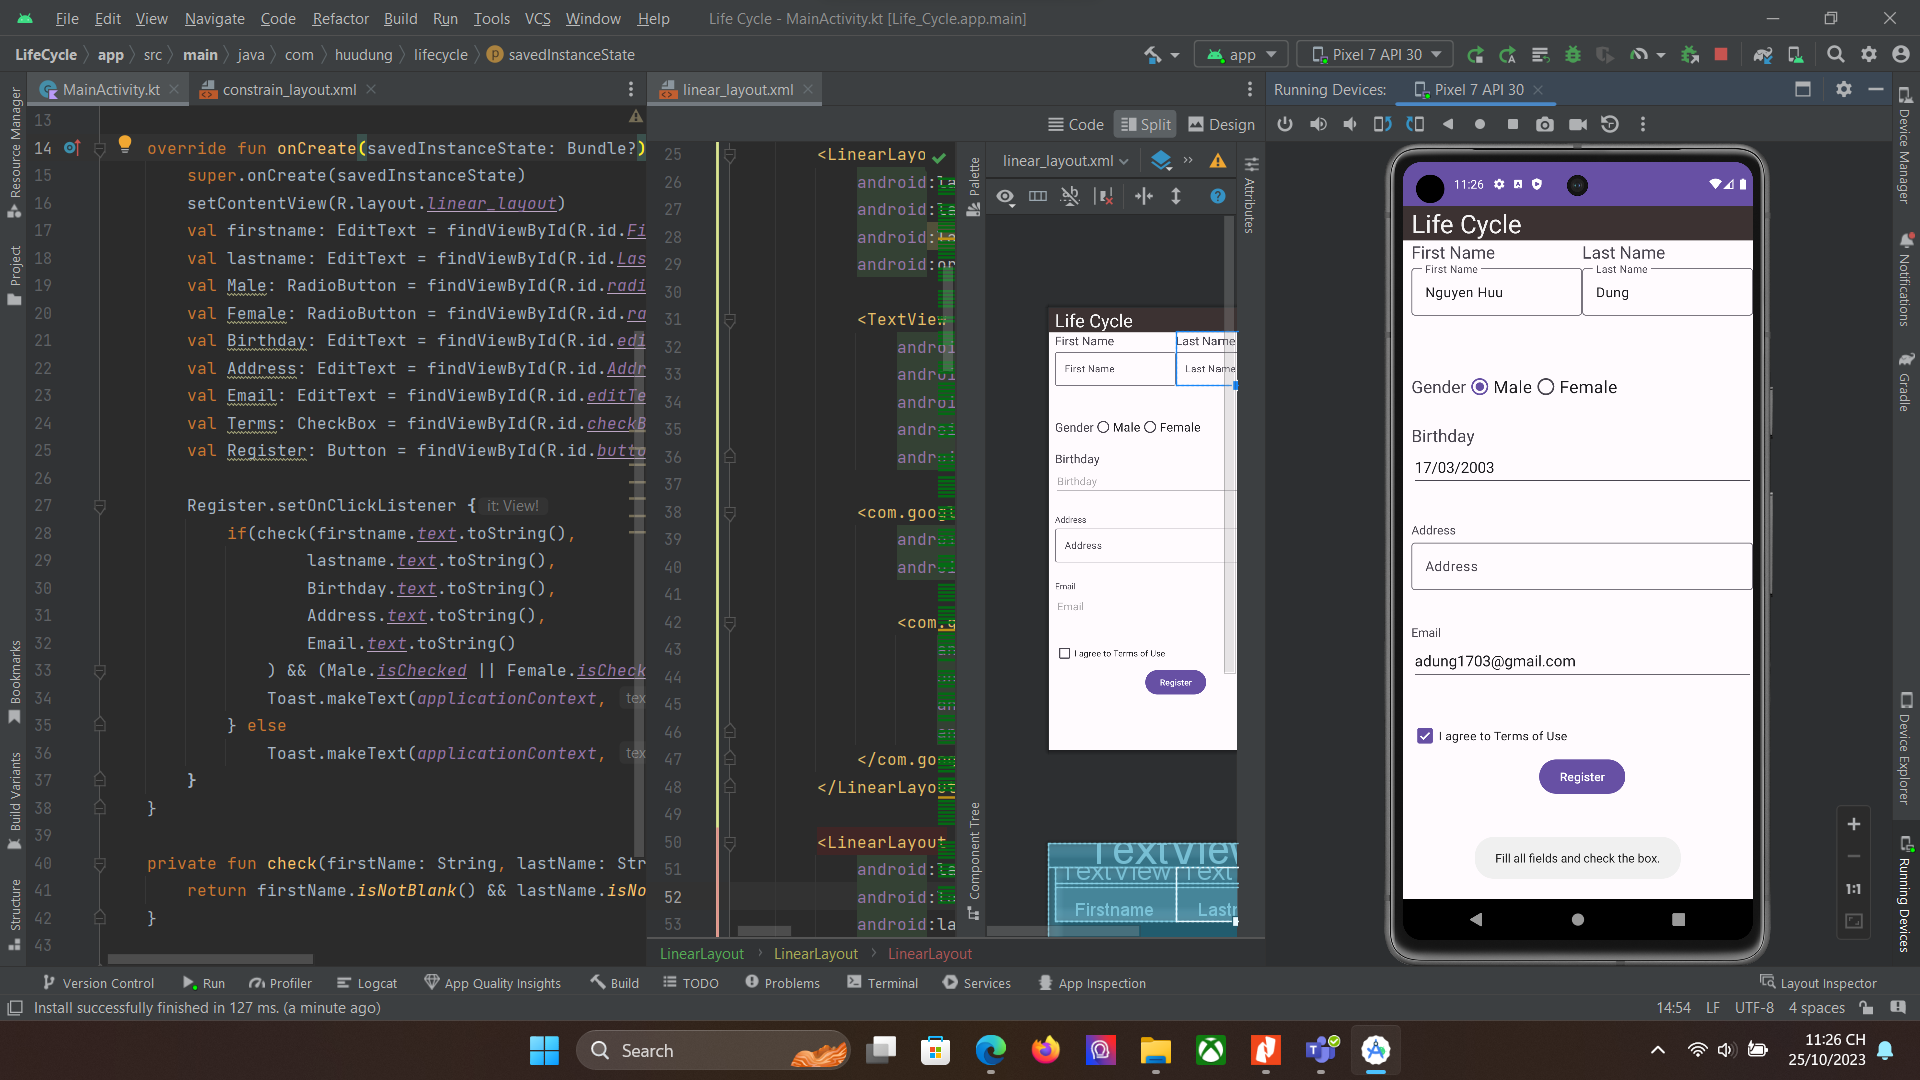 File Edit View Navigate Code Refactor Build Run Tools VCS Window Help Life Cycle - MainActivity.kt [Life_Cycle.app.main]
LifeCycle app src main java com huudung lifecycle savedInstanceState
app
Pixel 7 API 30
MainActivity.kt
constrain_layout.xml
linear_layout.xml
Running Devices:
Pixel 7 API 30
Code
Split
Design
Resource Manager
Project
Bookmarks
Build Variants
Structure
13
14 override fun onCreate(savedInstanceState: Bundle?)
15 super.onCreate(savedInstanceState)
16 setContentView(R.layout.linear_layout)
17 val firstname: EditText = findViewById(R.id.Fi
18 val lastname: EditText = findViewById(R.id.Las
19 val Male: RadioButton = findViewById(R.id.radi
20 val Female: RadioButton = findViewById(R.id.ra
21 val Birthday: EditText = findViewById(R.id.edi
22 val Address: EditText = findViewById(R.id.Addr
23 val Email: EditText = findViewById(R.id.editTe
24 val Terms: CheckBox = findViewById(R.id.checkB
25 val Register: Button = findViewById(R.id.butto
26
27 Register.setOnClickListener { it: View!
28 if(check(firstname.text.toString(),
29 lastname.text.toString(),
30 Birthday.text.toString(),
31 Address.text.toString(),
32 Email.text.toString()
33 ) && (Male.isChecked || Female.isCheck
34 Toast.makeText(applicationContext, tex
35 } else
36 Toast.makeText(applicationContext, tex
37 }
38 }
39
40 private fun check(firstName: String, lastName: Str
41 return firstName.isNotBlank() && lastName.isNo
42 }
43
25 <LinearLayo
26 android:la
27 android:la
28 android:la
29 android:or
30
31 <TextView
32 androi
33 androi
34 androi
35 androi
36 androi
37
38 <com.googl
39 androi
40 androi
41
42 <com.g
43 an
44
45 an
46 an
47 </com.goog
48 </LinearLayout
49
50 <LinearLayout
51 android:la
52 android:la
53 android:la
Palette
linear_layout.xml
Attributes
Component Tree
Life Cycle
First Name
Last Name
First Name
Last Name
Gender Male Female
Birthday
Birthday
Address
Address
Email
Email
I agree to Terms of Use
Register
TextView
TextView
Text
Firstname
Lastr
11:26
Life Cycle
First Name
Last Name
First Name
Last Name
Nguyen Huu
Dung
Gender Male Female
Birthday
17/03/2003
Address
Address
Email
adung1703@gmail.com
I agree to Terms of Use
Register
Fill all fields and check the box.
1:1
Device Manager
Notifications
Gradle
Device Explorer
Running Devices
LinearLayout LinearLayout LinearLayout
Version Control Run Profiler Logcat App Quality Insights Build TODO Problems Terminal Services App Inspection Layout Inspector
Install successfully finished in 127 ms. (a minute ago)
14:54 LF UTF-8 4 spaces
Search
11:26 CH
25/10/2023